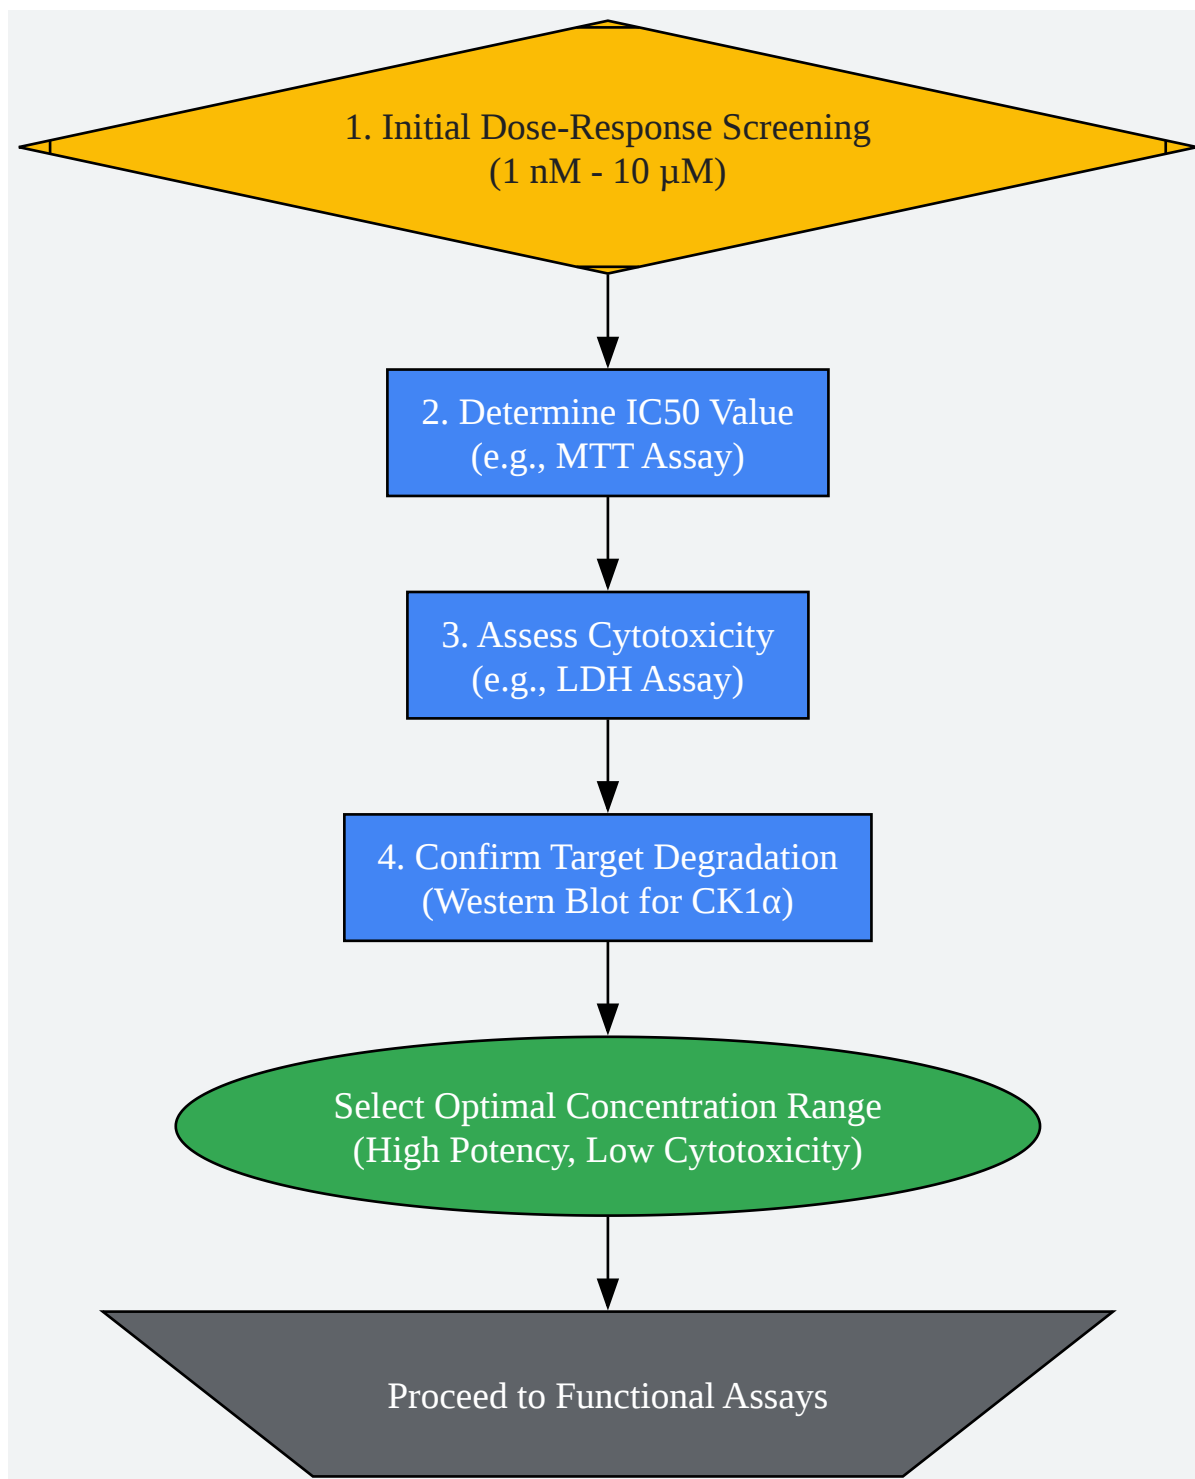 1. Initial Dose-Response Screening
(1 nM - 10 µM)
2. Determine IC50 Value
(e.g., MTT Assay)
3. Assess Cytotoxicity
(e.g., LDH Assay)
4. Confirm Target Degradation
(Western Blot for CK1α)
Select Optimal Concentration Range
(High Potency, Low Cytotoxicity)
Proceed to Functional Assays